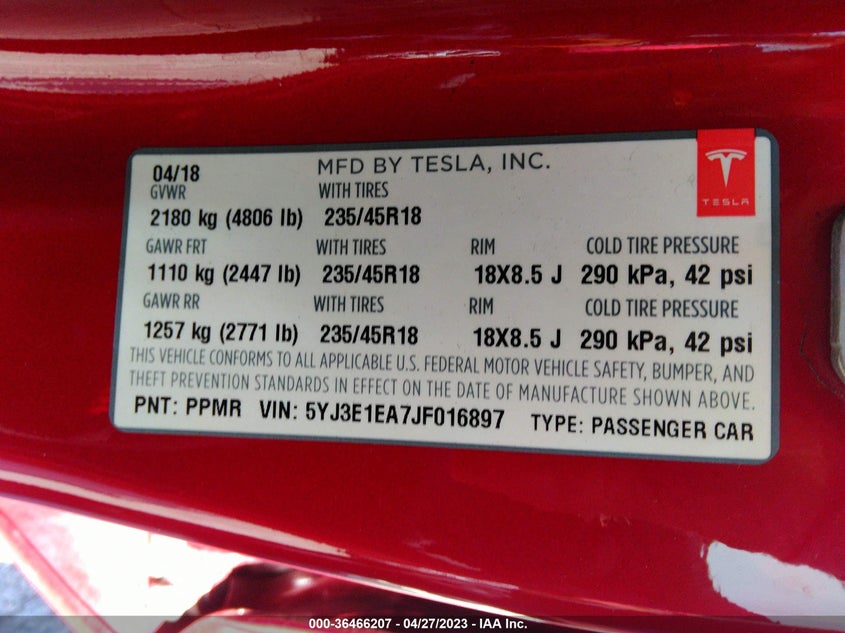 04/18 MFD BY TESLA, INC.
GVWR WITH TIRES
2180 kg (4806 lb) 235/45R18
GAWR FRT WITH TIRES RIM COLD TIRE PRESSURE
1110 kg (2447 lb) 235/45R18 18X8.5 J 290 kPa, 42 psi
GAWR RR WITH TIRES RIM COLD TIRE PRESSURE
1257 kg (2771 lb) 235/45R18 18X8.5 J 290 kPa, 42 psi
THIS VEHICLE CONFORMS TO ALL APPLICABLE U.S. FEDERAL MOTOR VEHICLE SAFETY, BUMPER, AND
THEFT PREVENTION STANDARDS IN EFFECT ON THE DATE OF MANUFACTURE SHOWN ABOVE.
PNT: PPMR VIN: 5YJ3E1EA7JF016897 TYPE: PASSENGER CAR
TESLA
000-36466207 - 04/27/2023 - IAA Inc.